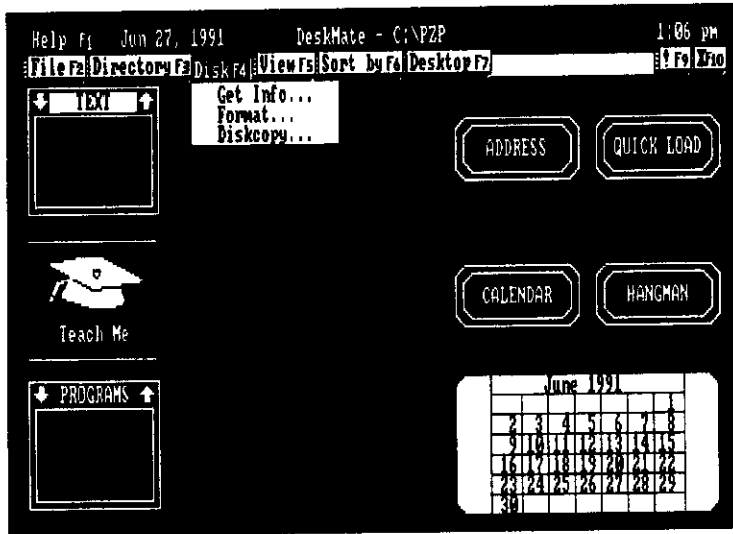 Help F1 Jun 27, 1991 DeskMate - C:\PZP 1:06 pm
File F2 Directory F3 Disk F4 View F5 Sort by F6 Desktop F7 ! F9 X F10
Get Info...
Format...
Diskcopy...
TEXT
ADDRESS QUICK LOAD
CALENDAR HANGMAN
Teach Me
PROGRAMS
June 1991
1
2 3 4 5 6 7 8
9 10 11 12 13 14 15
16 17 18 19 20 21 22
23 24 25 26 27 28 29
30